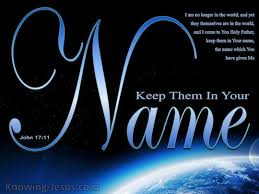 I am no longer in the world; and yet
they themselves are in the world,
and I come to You Holy Father,
keep them in Your name,
the name which You
have given Me
Keep Them In Your
Name
John 17:11
Knowing-Jesus.com